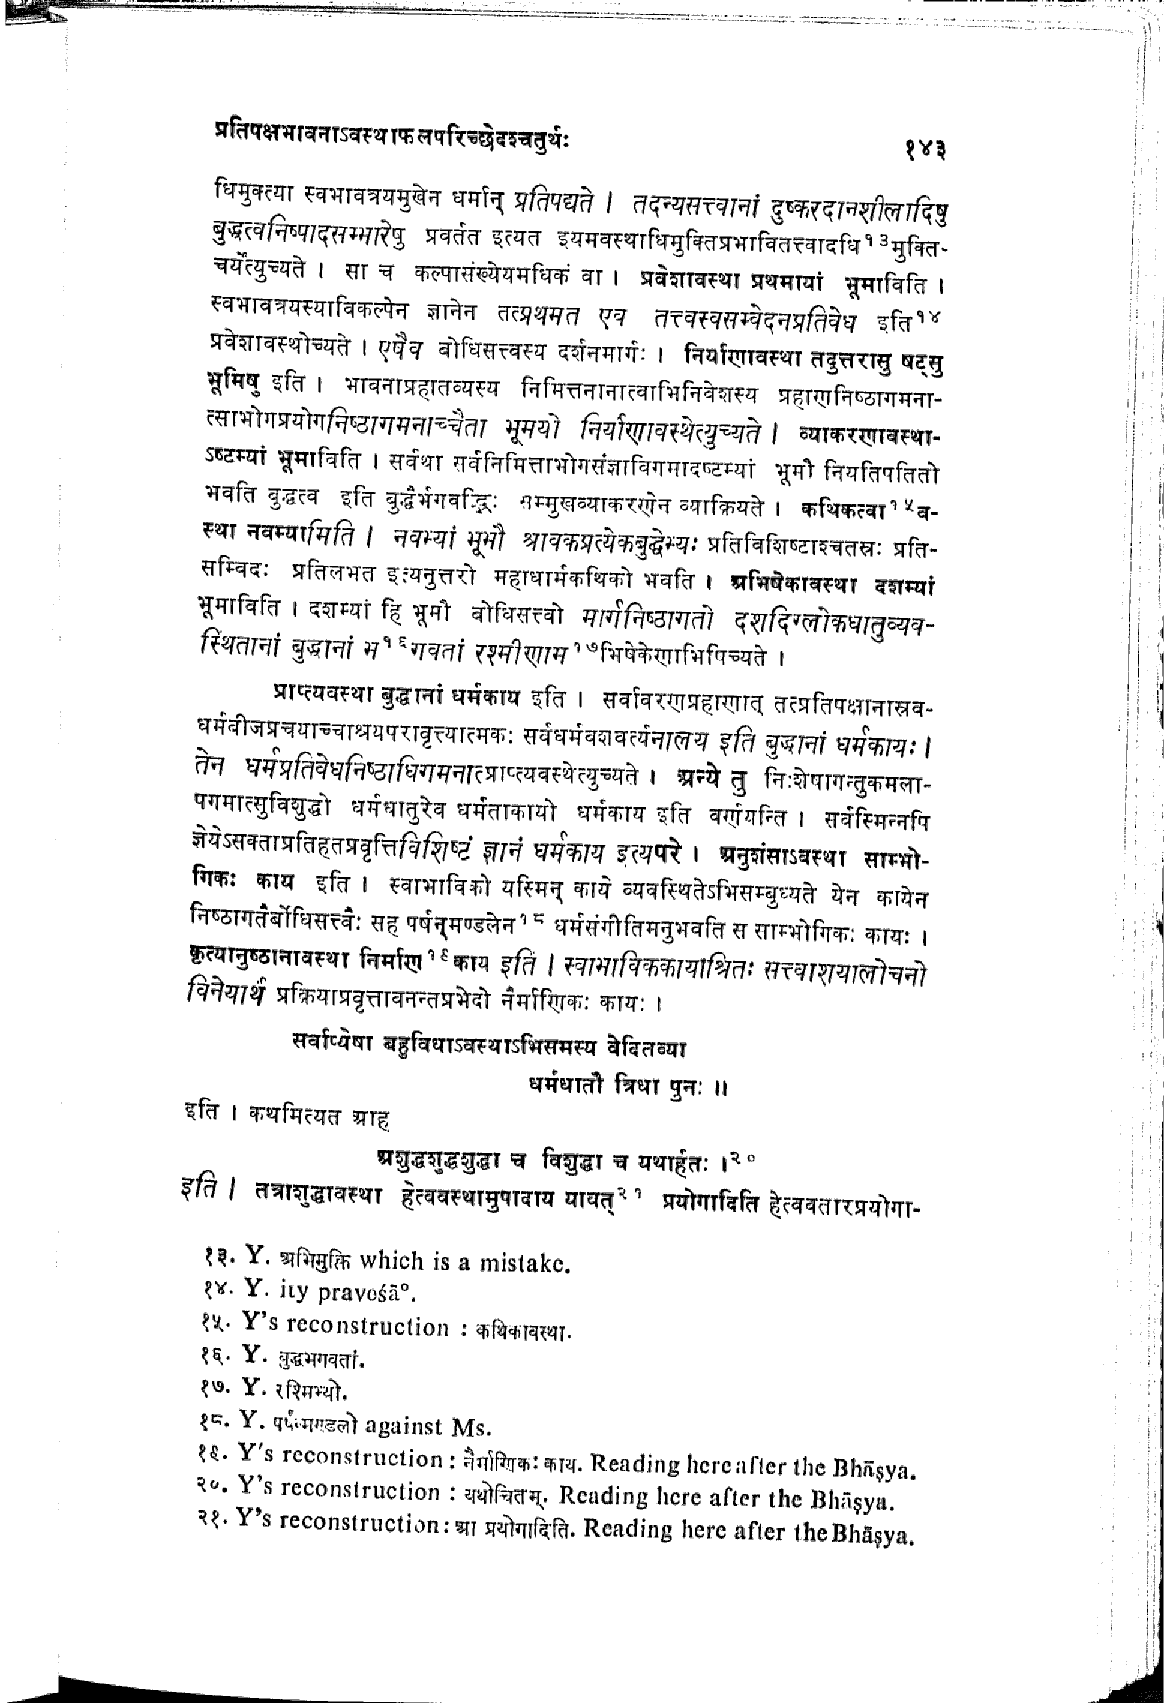 प्रतिपक्षभावनाऽवस्थाफलपरिच्छेदश्चतुर्थः १४३
धिमुक्त्या स्वभावत्रयमुखेन धर्मान् प्रतिपद्यते । तदन्यसत्त्वानां दुष्करदानशीलादिषु
बुद्धत्वनिष्पादसम्भारेषु प्रवर्तत इत्यत इयमवस्थाधिमुक्तिप्रभावितत्त्वादधि१३मुक्ति-
चर्येत्युच्यते । सा च कल्पासंख्येयमधिकं वा । प्रवेशावस्था प्रथमायां भूमाविति ।
स्वभावत्रयस्याविकल्पेन ज्ञानेन तत्प्रथमत एव तत्त्वस्वसम्वेदनप्रतिवेध इति१४
प्रवेशावस्थोच्यते । एषैव बोधिसत्त्वस्य दर्शनमार्गः । निर्याणावस्था तदुत्तरासु षट्सु
भूमिषु इति । भावनाप्रहातव्यस्य निमित्तनानात्वाभिनिवेशस्य प्रहाणनिष्ठागमना-
त्साभोगप्रयोगनिष्ठागमनाच्चैता भूमयो निर्याणावस्थेत्युच्यते । व्याकरणावस्था-
ऽष्टम्यां भूमाविति । सर्वथा सर्वनिमित्ताभोगसंज्ञाविगमादष्टम्यां भूमौ नियतिपतितो
भवति बुद्धत्व इति बुद्धैर्भगवद्भिः सम्मुखव्याकरणेन व्याक्रियते । कथिकत्वा१५व-
स्था नवम्यामिति । नवम्यां भूमौ श्रावकप्रत्येकबुद्धेभ्यः प्रतिविशिष्टाश्चतस्रः प्रति-
सम्विदः प्रतिलभत इत्यनुत्तरो महाधार्मकथिको भवति । अभिषेकावस्था दशम्यां
भूमाविति । दशम्यां हि भूमौ बोधिसत्त्वो मार्गनिष्ठागतो दशदिग्लोकधातुव्यव-
स्थितानां बुद्धानां भ१६गवतां रश्मीणाम१७भिषेकेणाभिषिच्यते ।
प्राप्त्यवस्था बुद्धानां धर्मकाय इति । सर्वावरणप्रहाणात् तत्प्रतिपक्षानास्रव-
धर्मबीजप्रचयाच्चाश्रयपरावृत्त्यात्मकः सर्वधर्मवशवर्त्यनालय इति बुद्धानां धर्मकायः ।
तेन धर्मप्रतिवेधनिष्ठाधिगमनात्प्राप्त्यवस्थेत्युच्यते । अन्ये तु निःशेषागन्तुकमला-
पगमात्सुविशुद्धो धर्मधातुरेव धर्मताकायो धर्मकाय इति वर्णयन्ति । सर्वस्मिन्नपि
ज्ञेयेऽसक्ताप्रतिहतप्रवृत्तिविशिष्टं ज्ञानं धर्मकाय इत्यपरे । अनुशंसाऽवस्था साम्भो-
गिकः काय इति । स्वाभाविको यस्मिन् काये व्यवस्थितेऽभिसम्बुध्यते येन कायेन
निष्ठागतैर्बोधिसत्त्वैः सह पर्षन्मण्डलेन१८ धर्मसंगीतिमनुभवति स साम्भोगिकः कायः ।
कृत्यानुष्ठानावस्था निर्माण१९काय इति । स्वाभाविककायाश्रितः सत्त्वाशयालोचनो
विनेयार्थं प्रक्रियाप्रवृत्तावनन्तप्रभेदो नैर्माणिकः कायः ।
सर्वाप्येषा बहुविधाऽवस्थाऽभिसमस्य वेदितव्या
धर्मधातौ त्रिधा पुनः ॥
इति । कथमित्यत आह
अशुद्धशुद्धशुद्धा च विशुद्धा च यथार्हतः ।२०
इति । तत्राशुद्धावस्था हेत्ववस्थामुपादाय यावत्२१ प्रयोगादिति हेत्ववतारप्रयोगा-
१३. Y. अभिमुक्ति which is a mistake.
१४. Y. ity praveśā°.
१५. Y's reconstruction : कथिकावस्था.
१६. Y. बुद्धभगवतां.
१७. Y. रश्मिभ्यो.
१८. Y. पर्षन्मण्डलो against Ms.
१९. Y's reconstruction : नैर्माणिकः काय. Reading here after the Bhāṣya.
२०. Y's reconstruction : यथोचितम्. Reading here after the Bhāṣya.
२१. Y's reconstruction : आ प्रयोगादिति. Reading here after the Bhāṣya.